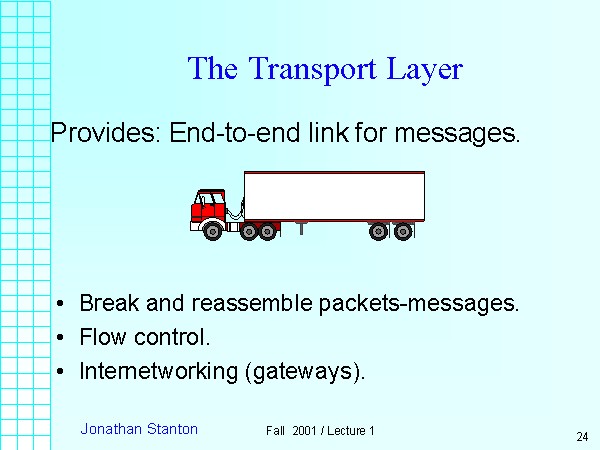 The Transport Layer
Provides: End-to-end link for messages.
• Break and reassemble packets-messages.
• Flow control.
• Internetworking (gateways).
Jonathan Stanton
Fall 2001 / Lecture 1
24